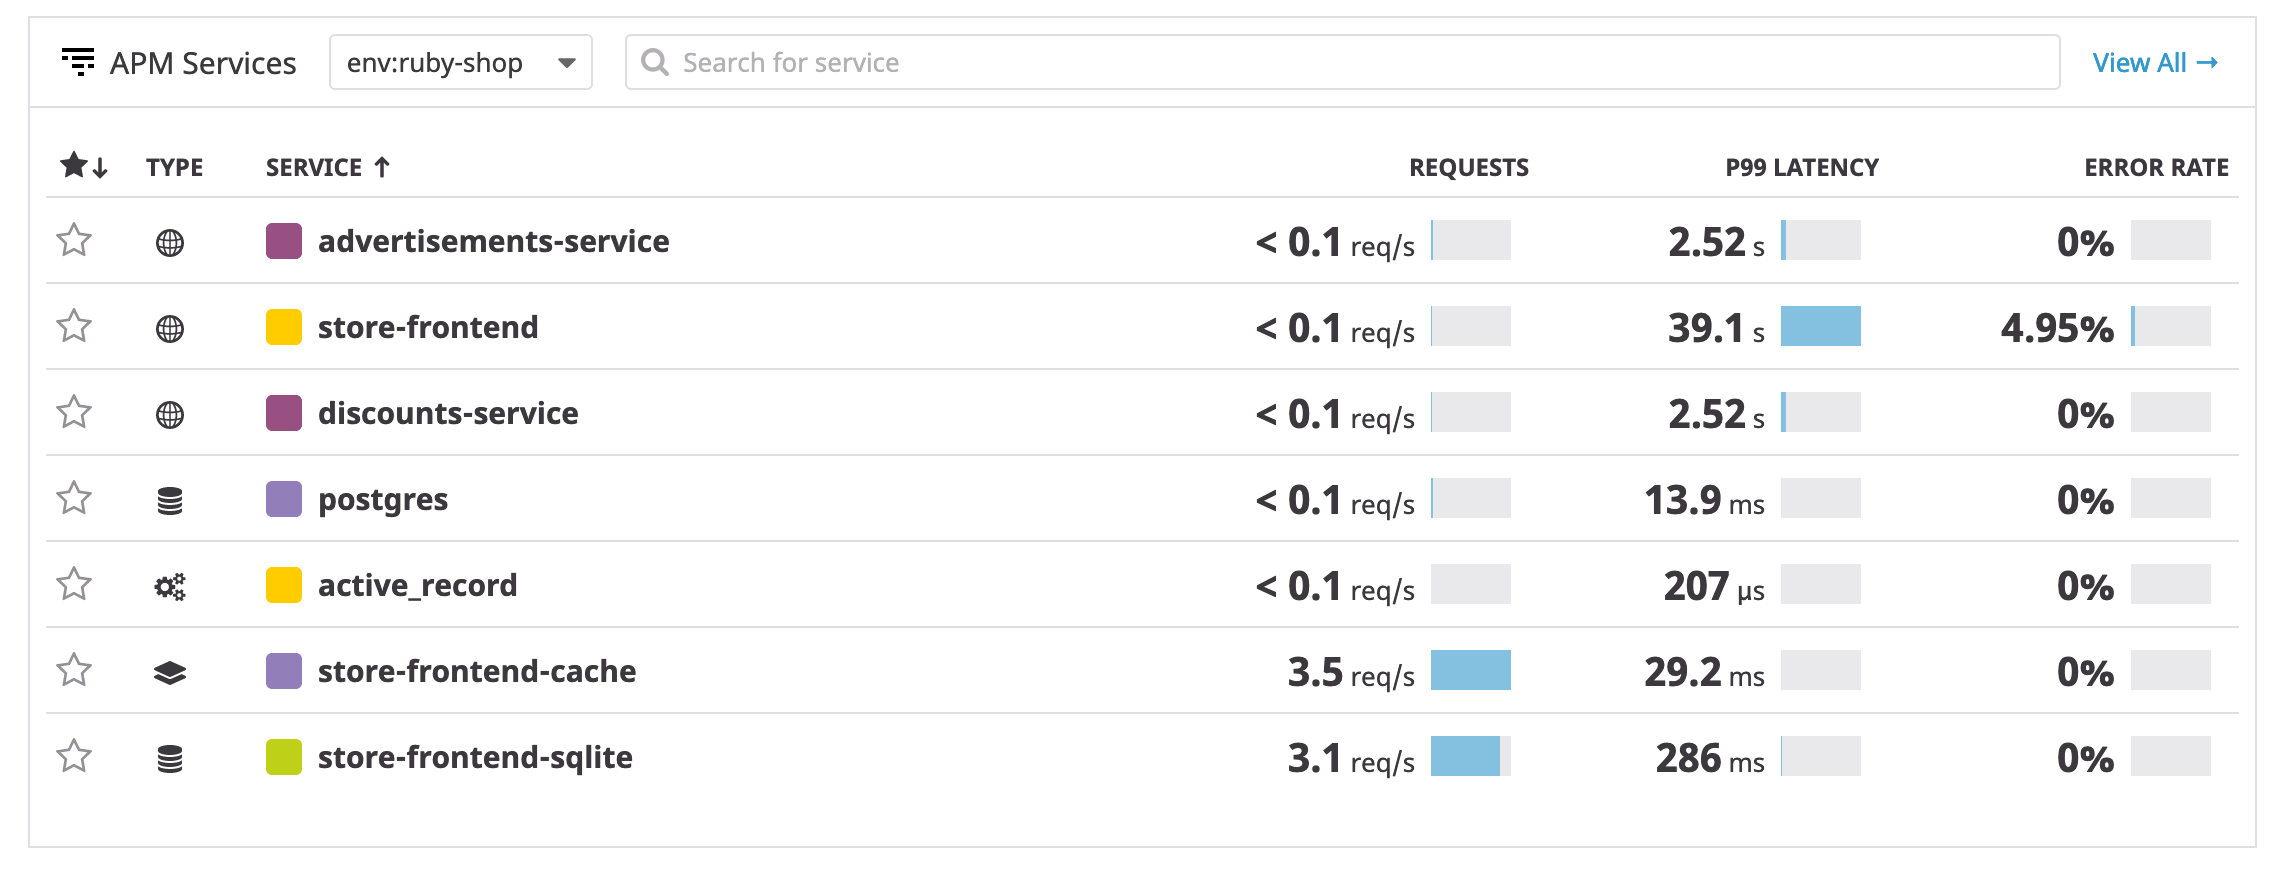 APM Services env:ruby-shop Search for service View All →
TYPE SERVICE ↑ REQUESTS P99 LATENCY ERROR RATE
advertisements-service < 0.1 req/s 2.52 s 0%
store-frontend < 0.1 req/s 39.1 s 4.95%
discounts-service < 0.1 req/s 2.52 s 0%
postgres < 0.1 req/s 13.9 ms 0%
active_record < 0.1 req/s 207 µs 0%
store-frontend-cache 3.5 req/s 29.2 ms 0%
store-frontend-sqlite 3.1 req/s 286 ms 0%